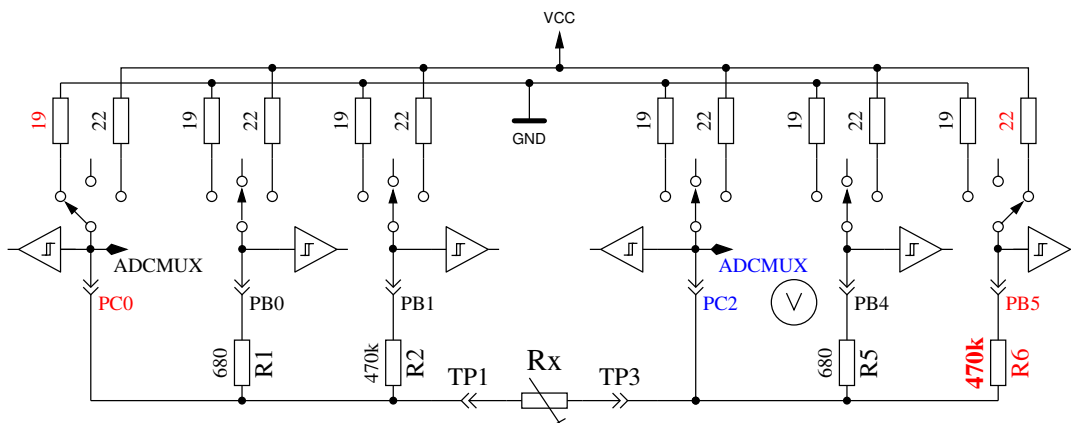 VCC
19
22
19
22
19
22
GND
19
22
19
22
19
22
ADCMUX
ADCMUX
PC0
PB0
PB1
PC2
V
PB4
PB5
680
R1
470k
R2
TP1
Rx
TP3
680
R5
470k
R6